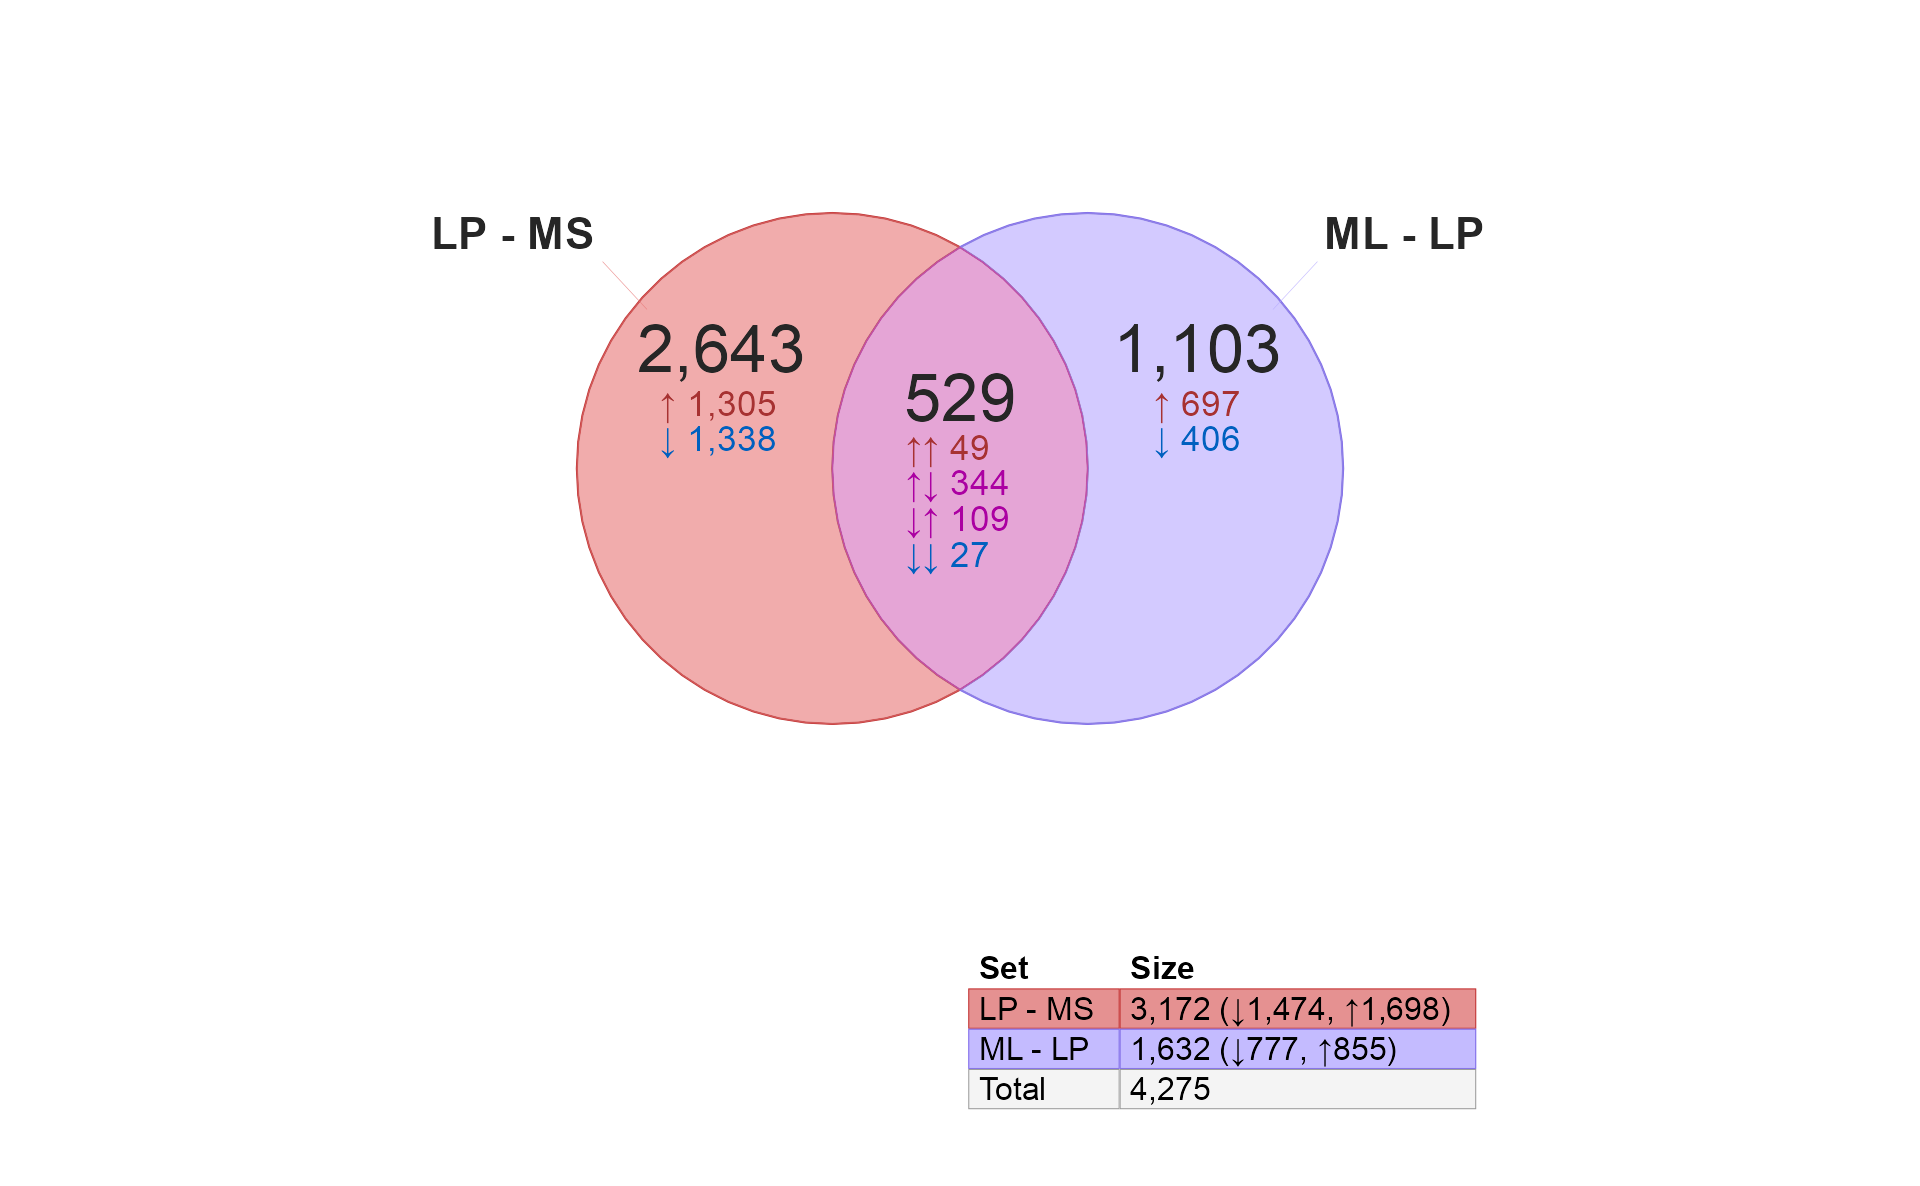 LP - MS
ML - LP
2,643
↑ 1,305
↓ 1,338
529
↑↑ 49
↑↓ 344
↓↑ 109
↓↓ 27
1,103
↑ 697
↓ 406
Set Size
LP - MS 3,172 (↓1,474, ↑1,698)
ML - LP 1,632 (↓777, ↑855)
Total 4,275